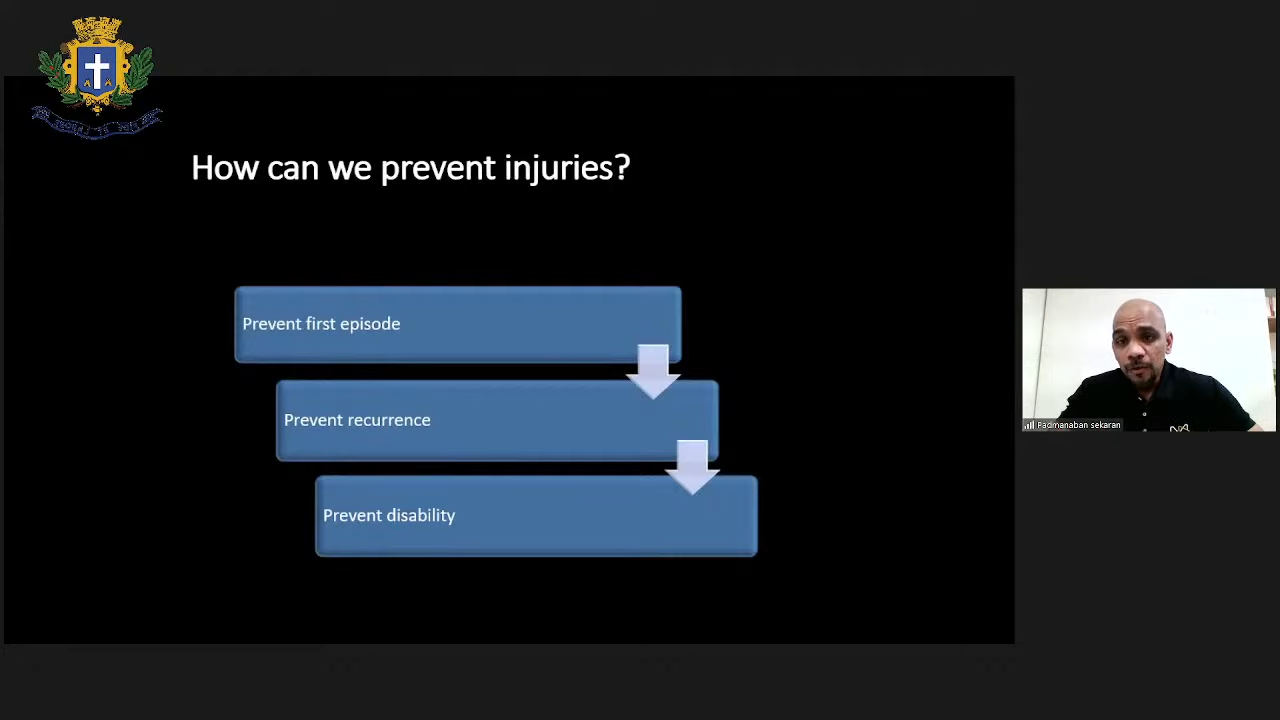 How can we prevent injuries?
Prevent first episode
Prevent recurrence
Prevent disability
Padmanaban sekaran